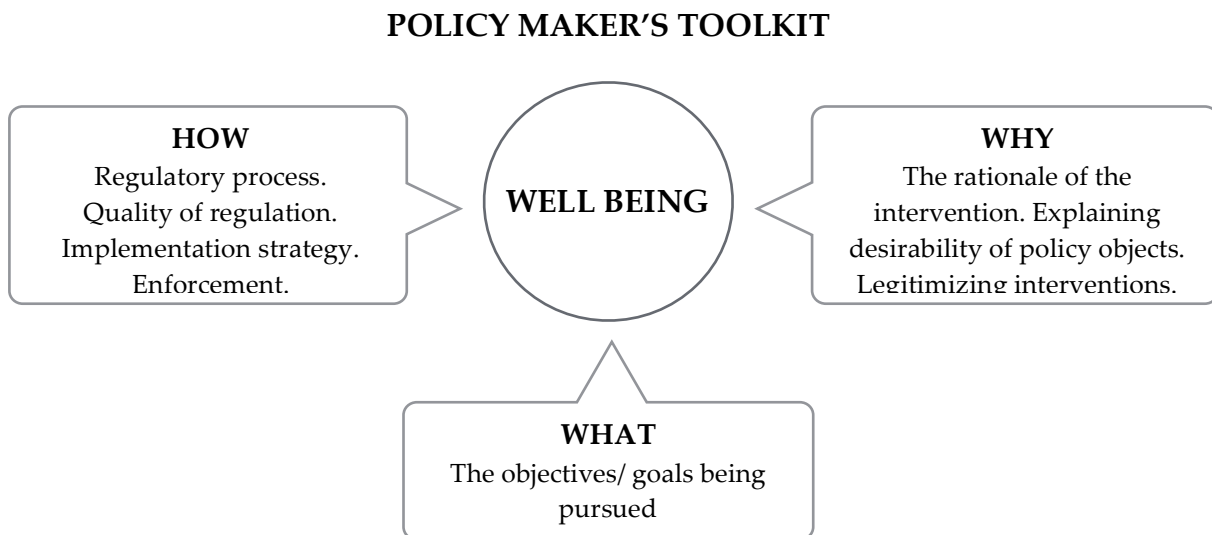 POLICY MAKER'S TOOLKIT
HOW
Regulatory process.
Quality of regulation.
Implementation strategy.
Enforcement.
WELL BEING
WHY
The rationale of the
intervention. Explaining
desirability of policy objects.
Legitimizing interventions.
WHAT
The objectives/ goals being
pursued